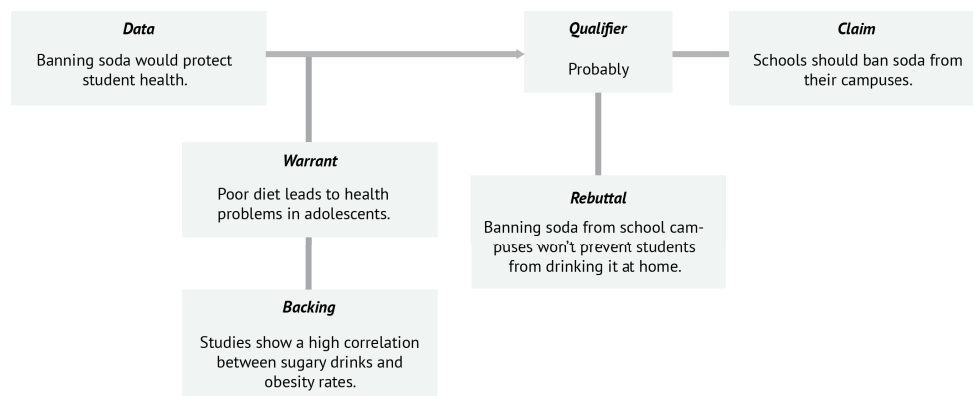 Data
Banning soda would protect
student health.
Qualifier
Probably
Claim
Schools should ban soda from
their campuses.
Warrant
Poor diet leads to health
problems in adolescents.
Rebuttal
Banning soda from school cam-
puses won’t prevent students
from drinking it at home.
Backing
Studies show a high correlation
between sugary drinks and
obesity rates.